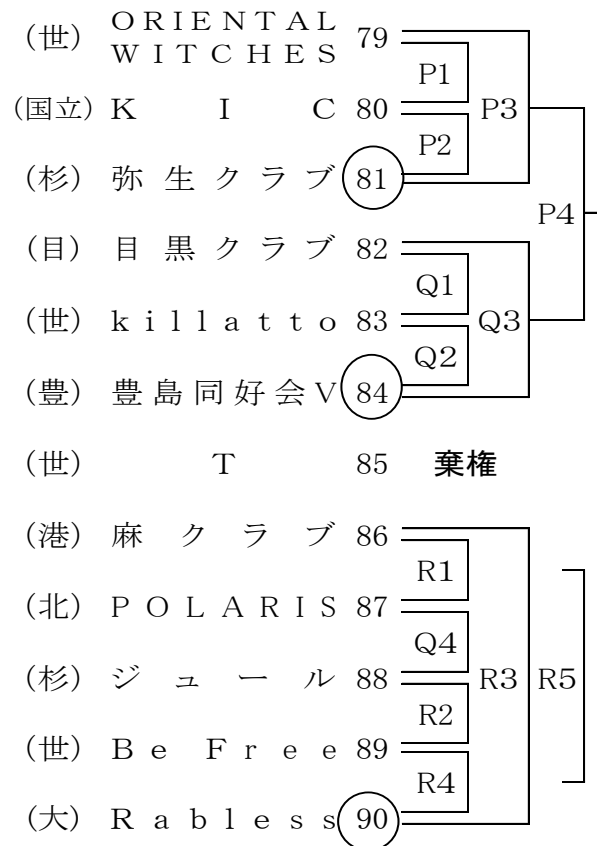 (世) ORIENTAL WITCHES 79
P1
(国立) KIC 80 P3
P2
(杉) 弥生クラブ 81
P4
(目) 目黒クラブ 82
Q1
(世) killatto 83 Q3
Q2
(豊) 豊島同好会V 84
(世) T 85 棄権
(港) 麻クラブ 86
R1
(北) POLARIS 87
Q4
(杉) ジュール 88 R3 R5
R2
(世) Be Free 89
R4
(大) Rabless 90